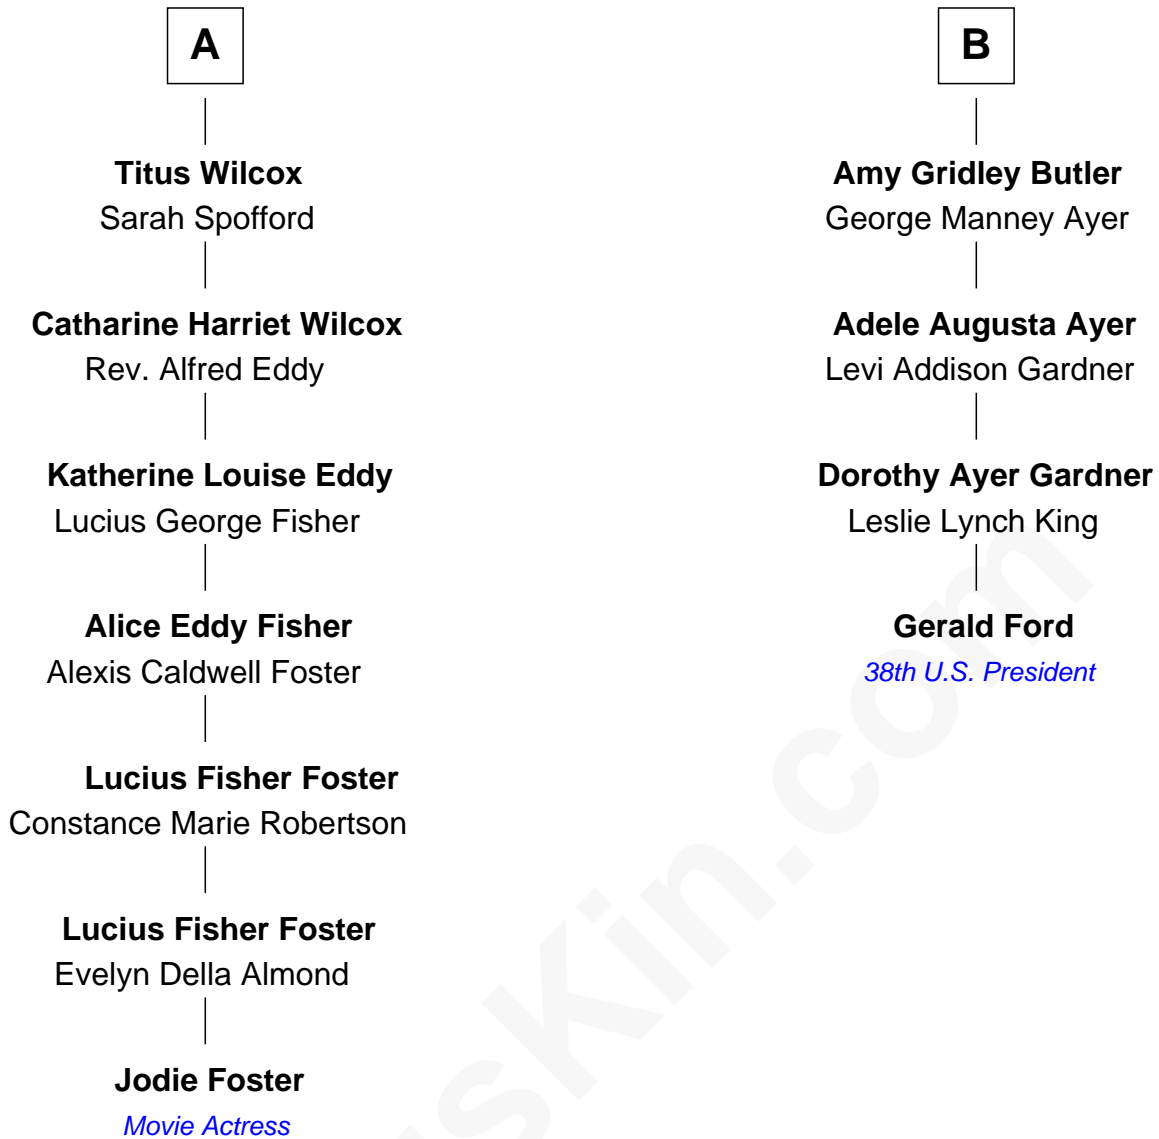 A
Titus Wilcox
Sarah Spofford
Catharine Harriet Wilcox
Rev. Alfred Eddy
Katherine Louise Eddy
Lucius George Fisher
Alice Eddy Fisher
Alexis Caldwell Foster
Lucius Fisher Foster
Constance Marie Robertson
Lucius Fisher Foster
Evelyn Della Almond
Jodie Foster
Movie Actress
B
Amy Gridley Butler
George Manney Ayer
Adele Augusta Ayer
Levi Addison Gardner
Dorothy Ayer Gardner
Leslie Lynch King
Gerald Ford
38th U.S. President
sKin.com